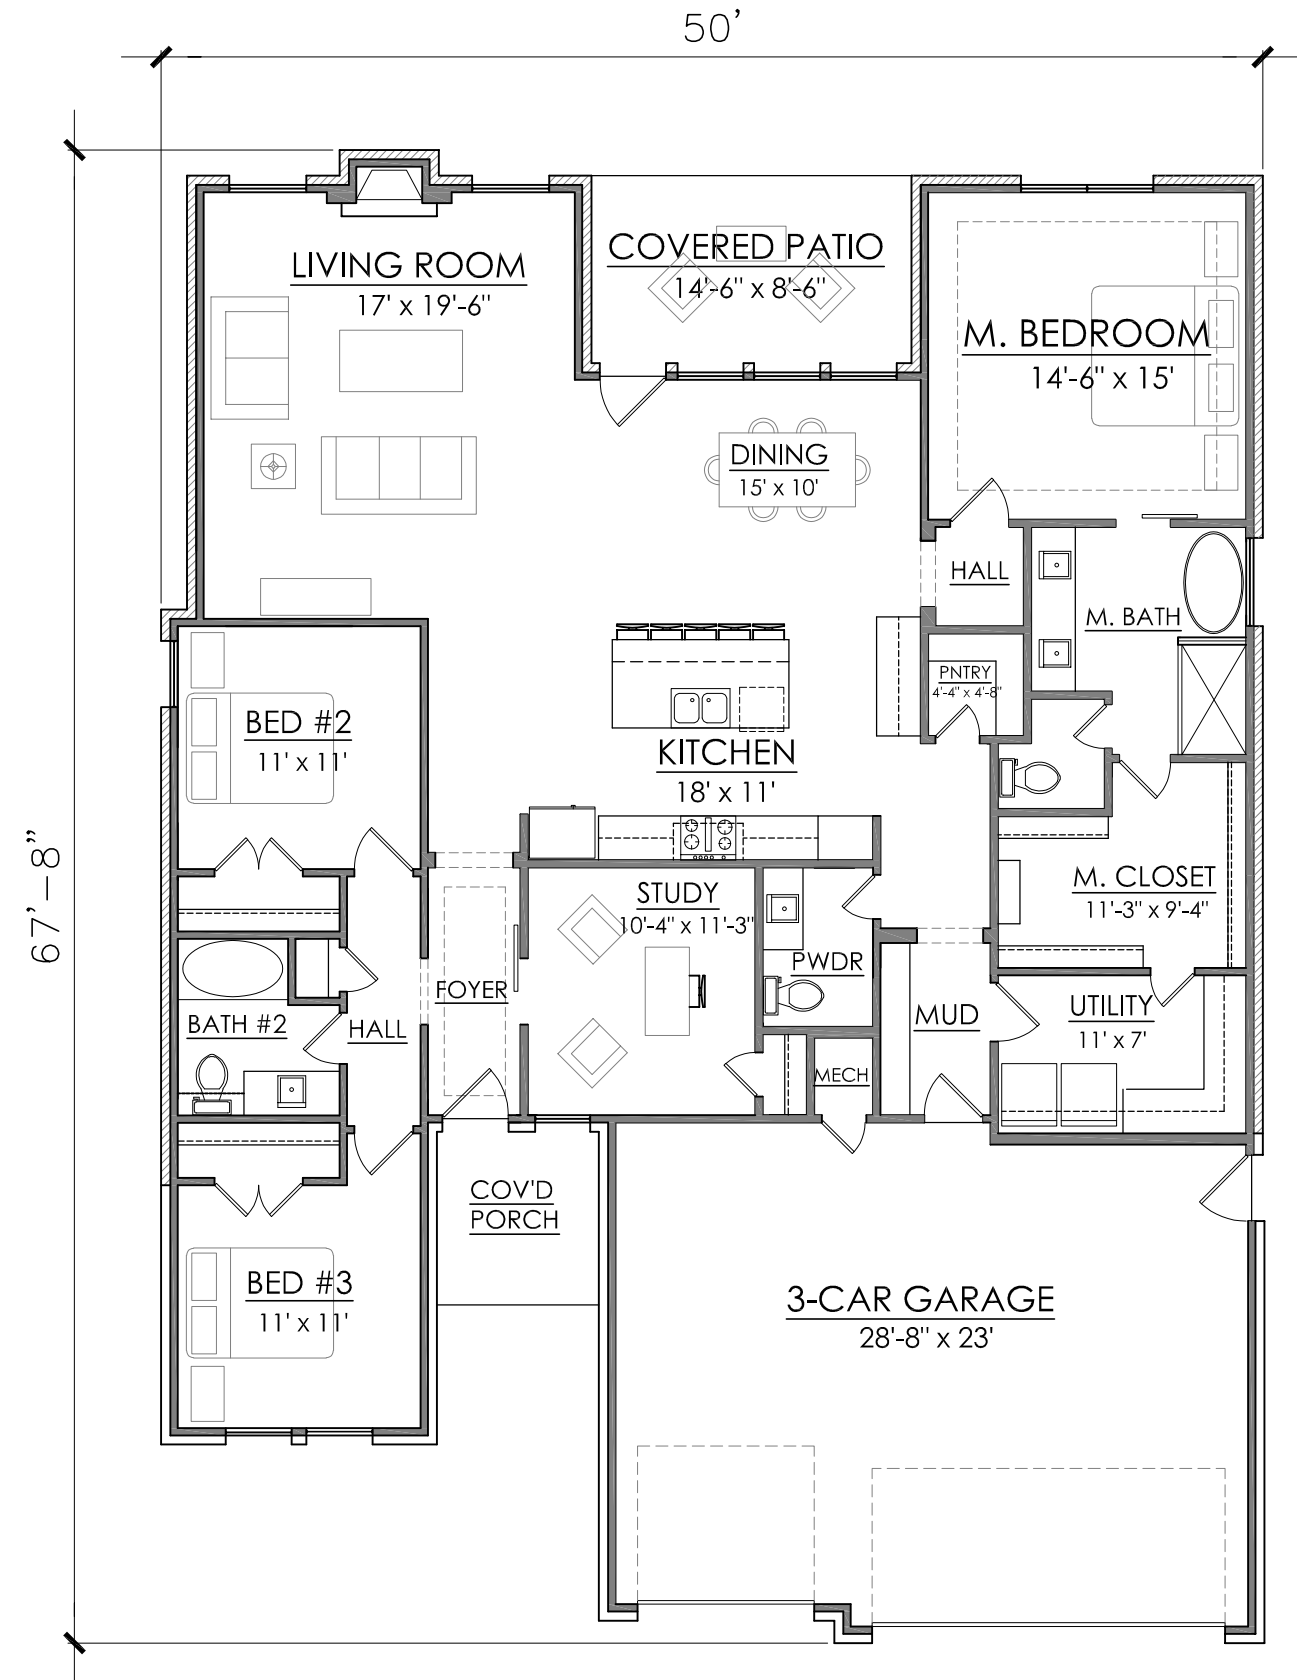 50'
LIVING ROOM
17' x 19'-6"
COVERED PATIO
14'-6" x 8'-6"
M. BEDROOM
14'-6" x 15'
DINING
15' x 10'
HALL
M. BATH
PNTRY
4'-4" x 4'-8"
BED #2
11' x 11'
KITCHEN
18' x 11'
67'-8"
STUDY
10'-4" x 11'-3"
M. CLOSET
11'-3" x 9'-4"
PWDR
FOYER
BATH #2
HALL
MUD
UTILITY
11' x 7'
MECH
COV'D
PORCH
BED #3
11' x 11'
3-CAR GARAGE
28'-8" x 23'